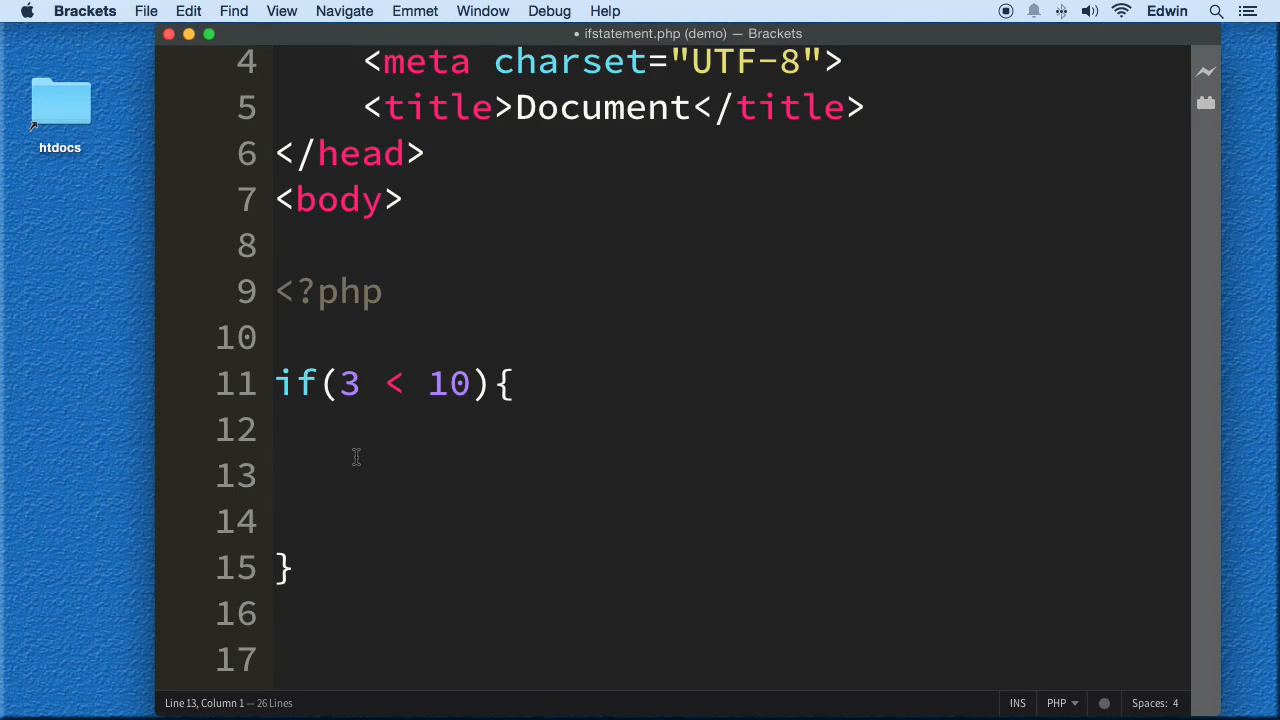 Brackets File Edit Find View Navigate Emmet Window Debug Help Edwin
• ifstatement.php (demo) — Brackets
htdocs
4 <meta charset="UTF-8">
5 <title>Document</title>
6 </head>
7 <body>
8
9 <?php
10
11 if(3 < 10){
12
13
14
15 }
16
17
Line 13, Column 1 — 26 Lines INS PHP Spaces: 4